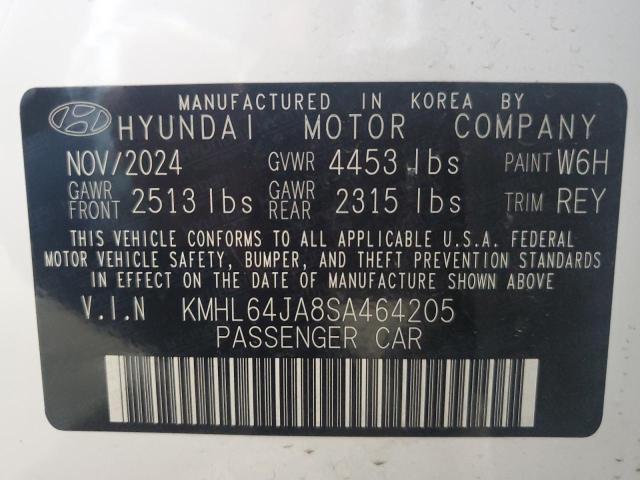 MANUFACTURED IN KOREA BY
HYUNDAI MOTOR COMPANY
NOV/2024 GVWR 4453 lbs PAINT W6H
GAWR FRONT 2513 lbs GAWR REAR 2315 lbs TRIM REY
THIS VEHICLE CONFORMS TO ALL APPLICABLE U.S.A. FEDERAL
MOTOR VEHICLE SAFETY, BUMPER, AND THEFT PREVENTION STANDARDS
IN EFFECT ON THE DATE OF MANUFACTURE SHOWN ABOVE.
V.I.N KMHL64JA8SA464205
PASSENGER CAR